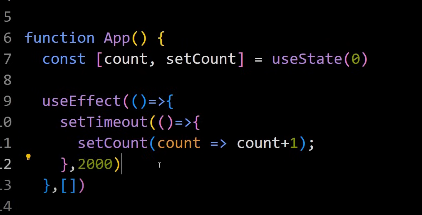 5
6 function App() {
7 const [count, setCount] = useState(0)
8
9 useEffect(()=>{
10 setTimeout(()=>{
11 setCount(count => count+1);
12 },2000)
13 },[])